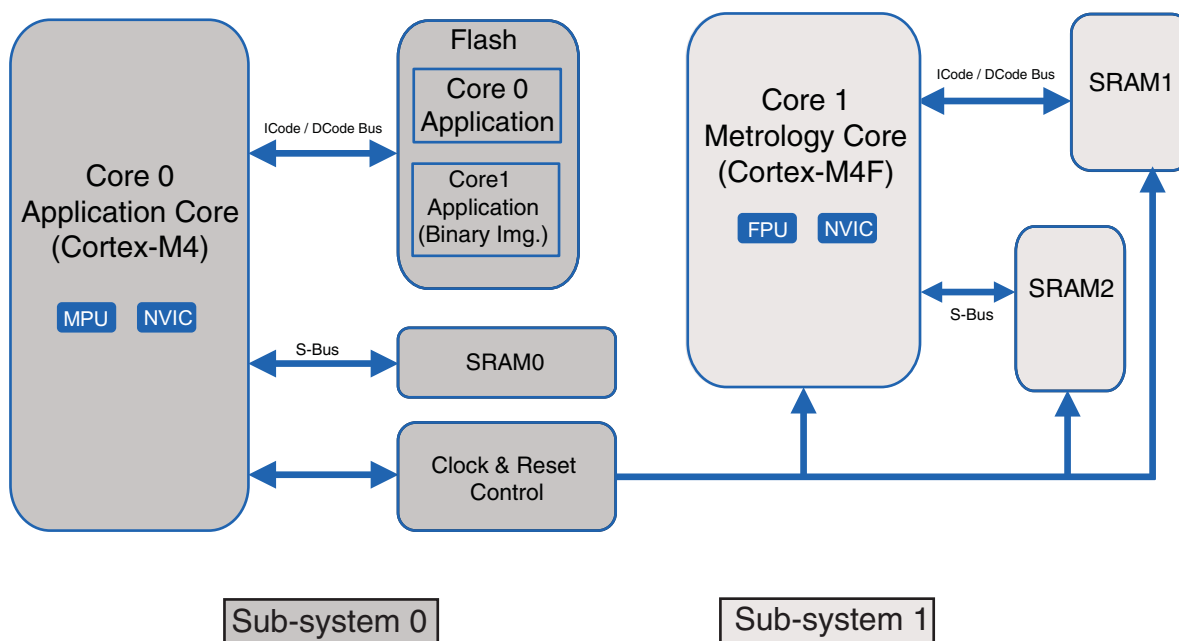 Core 0
Application Core
(Cortex-M4)
MPU
NVIC
ICode / DCode Bus
Flash
Core 0
Application
Core1
Application
(Binary Img.)
S-Bus
SRAM0
Clock & Reset
Control
Core 1
Metrology Core
(Cortex-M4F)
FPU
NVIC
ICode / DCode Bus
SRAM1
S-Bus
SRAM2
Sub-system 0
Sub-system 1